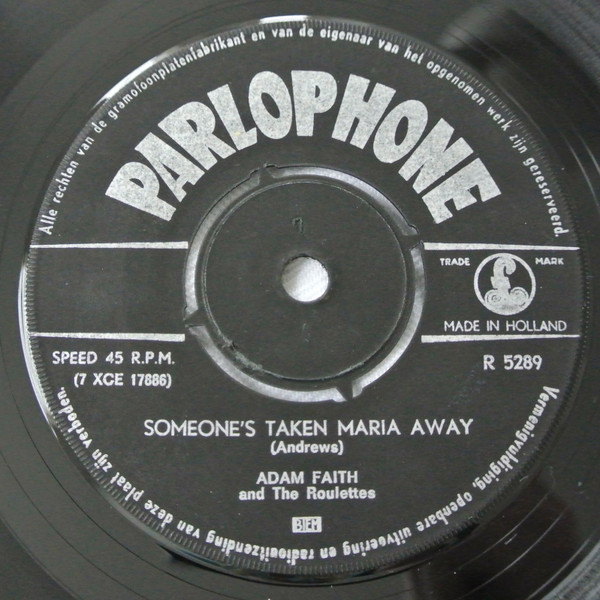 Alle rechten van de gramofoonplatenfabrikant en van de eigenaar van het opgenomen werk zijn gereserveerd.
PARLOPHONE
TRADE MARK
£
MADE IN HOLLAND
SPEED 45 R.P.M.
R 5289
(7 XCE 17886)
SOMEONE'S TAKEN MARIA AWAY
(Andrews)
ADAM FAITH
and The Roulettes
BIEM
Vermenigvuldiging, openbare uitvoering en radiouitzending van deze plaat zijn verboden.